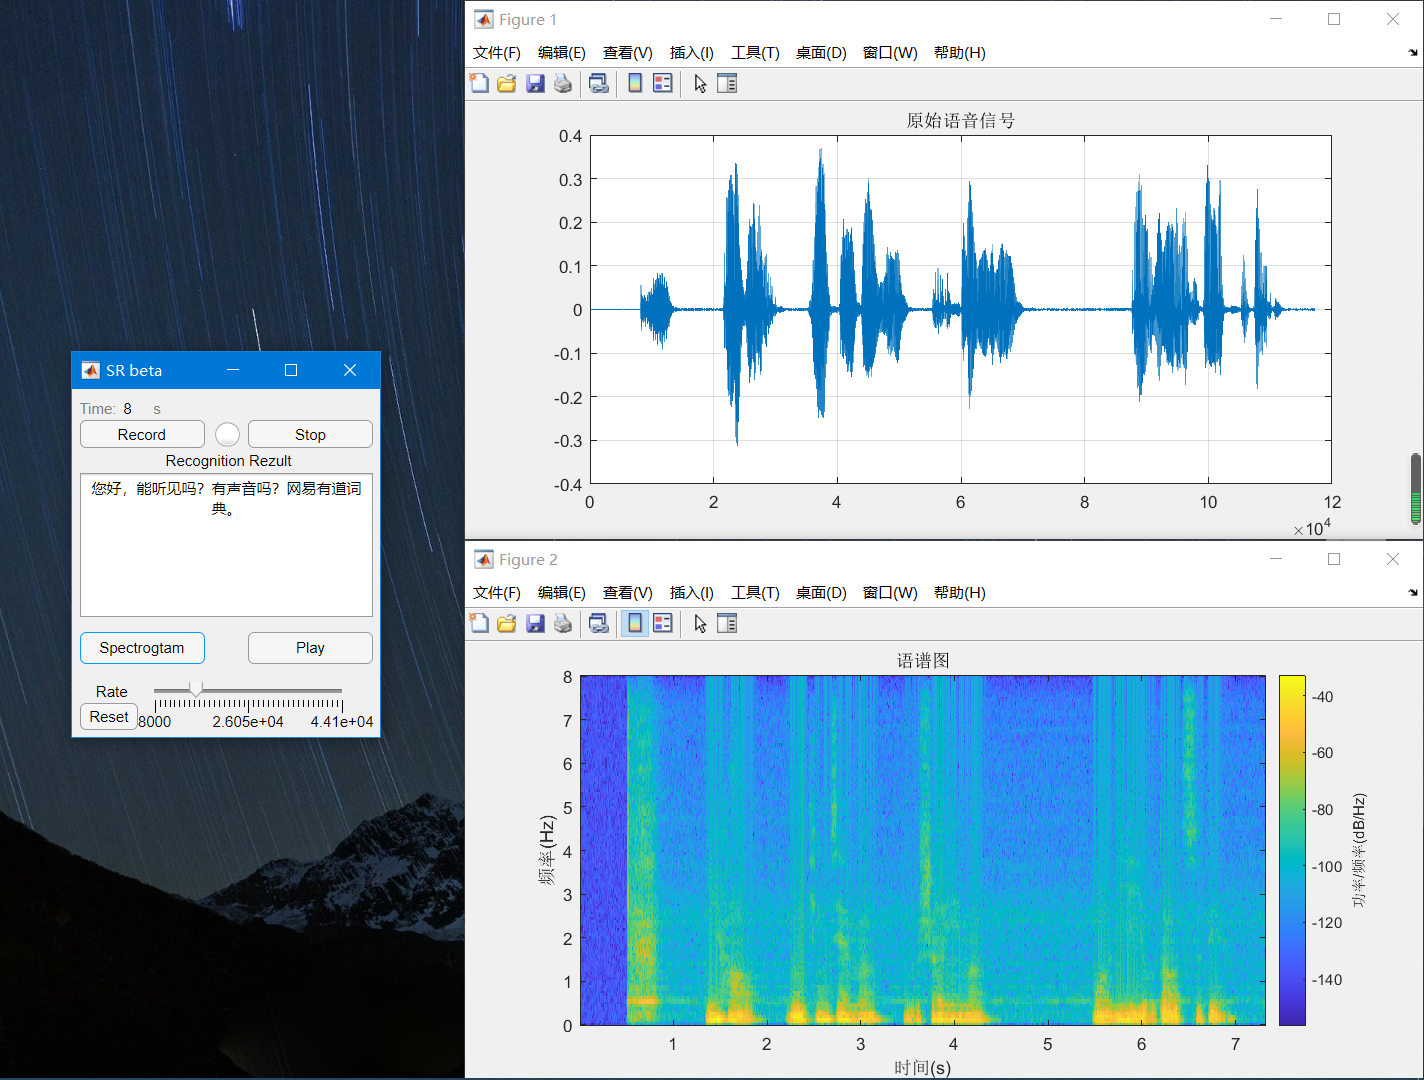 SR beta
Time: 8 s
Record Stop
Recognition Rezult
您好，能听见吗？有声音吗？网易有道词
典。
Spectrogtam Play
Rate
Reset
8000 2.605e+04 4.41e+04
Figure 1
文件(F) 编辑(E) 查看(V) 插入(I) 工具(T) 桌面(D) 窗口(W) 帮助(H)
原始语音信号
0.4
0.3
0.2
0.1
0
-0.1
-0.2
-0.3
-0.4
0 2 4 6 8 10 12
×10^4
Figure 2
文件(F) 编辑(E) 查看(V) 插入(I) 工具(T) 桌面(D) 窗口(W) 帮助(H)
语谱图
频率(Hz)
8
7
6
5
4
3
2
1
0
1 2 3 4 5 6 7
时间(s)
-40
-60
-80
-100
-120
-140
功率/频率(dB/Hz)